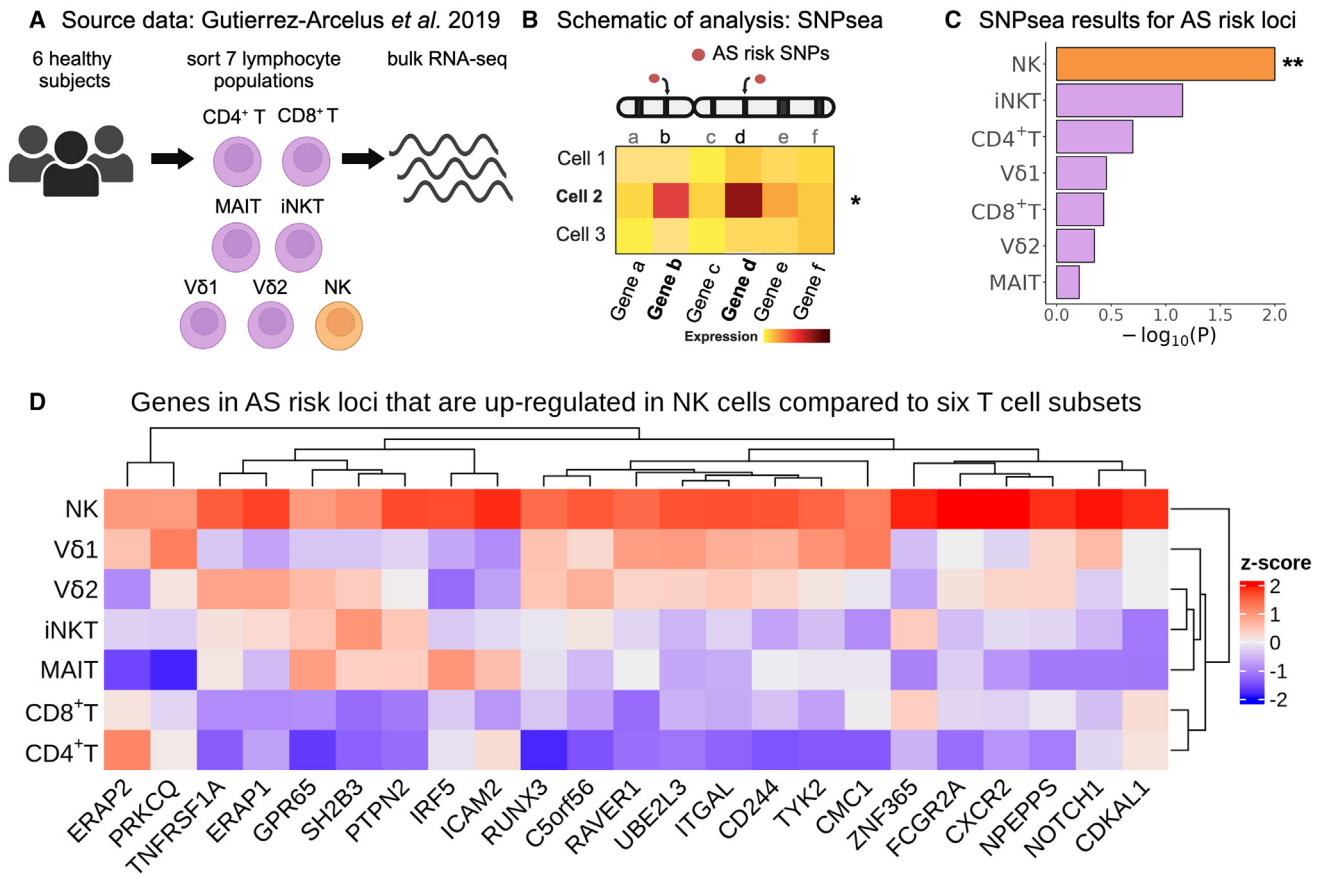 A Source data: Gutierrez-Arcelus et al. 2019
6 healthy
subjects
sort 7 lymphocyte
populations
bulk RNA-seq
CD4⁺ T
CD8⁺ T
MAIT
iNKT
Vδ1
Vδ2
NK
B Schematic of analysis: SNPsea
AS risk SNPs
a b c d e f
Cell 1
Cell 2
*
Cell 3
Gene a
Gene b
Gene c
Gene d
Gene e
Gene f
Expression
C SNPsea results for AS risk loci
NK
**
iNKT
CD4⁺T
Vδ1
CD8⁺T
Vδ2
MAIT
0.0 0.5 1.0 1.5 2.0
−log₁₀(P)
D Genes in AS risk loci that are up-regulated in NK cells compared to six T cell subsets
NK
Vδ1
Vδ2
iNKT
MAIT
CD8⁺T
CD4⁺T
z-score
2
1
0
-1
-2
ERAP2
PRKCQ
TNFRSF1A
ERAP1
GPR65
SH2B3
PTPN2
IRF5
ICAM2
RUNX3
C5orf56
RAVER1
UBE2L3
ITGAL
CD244
TYK2
CMC1
ZNF365
FCGR2A
CXCR2
NPEPPS
NOTCH1
CDKAL1